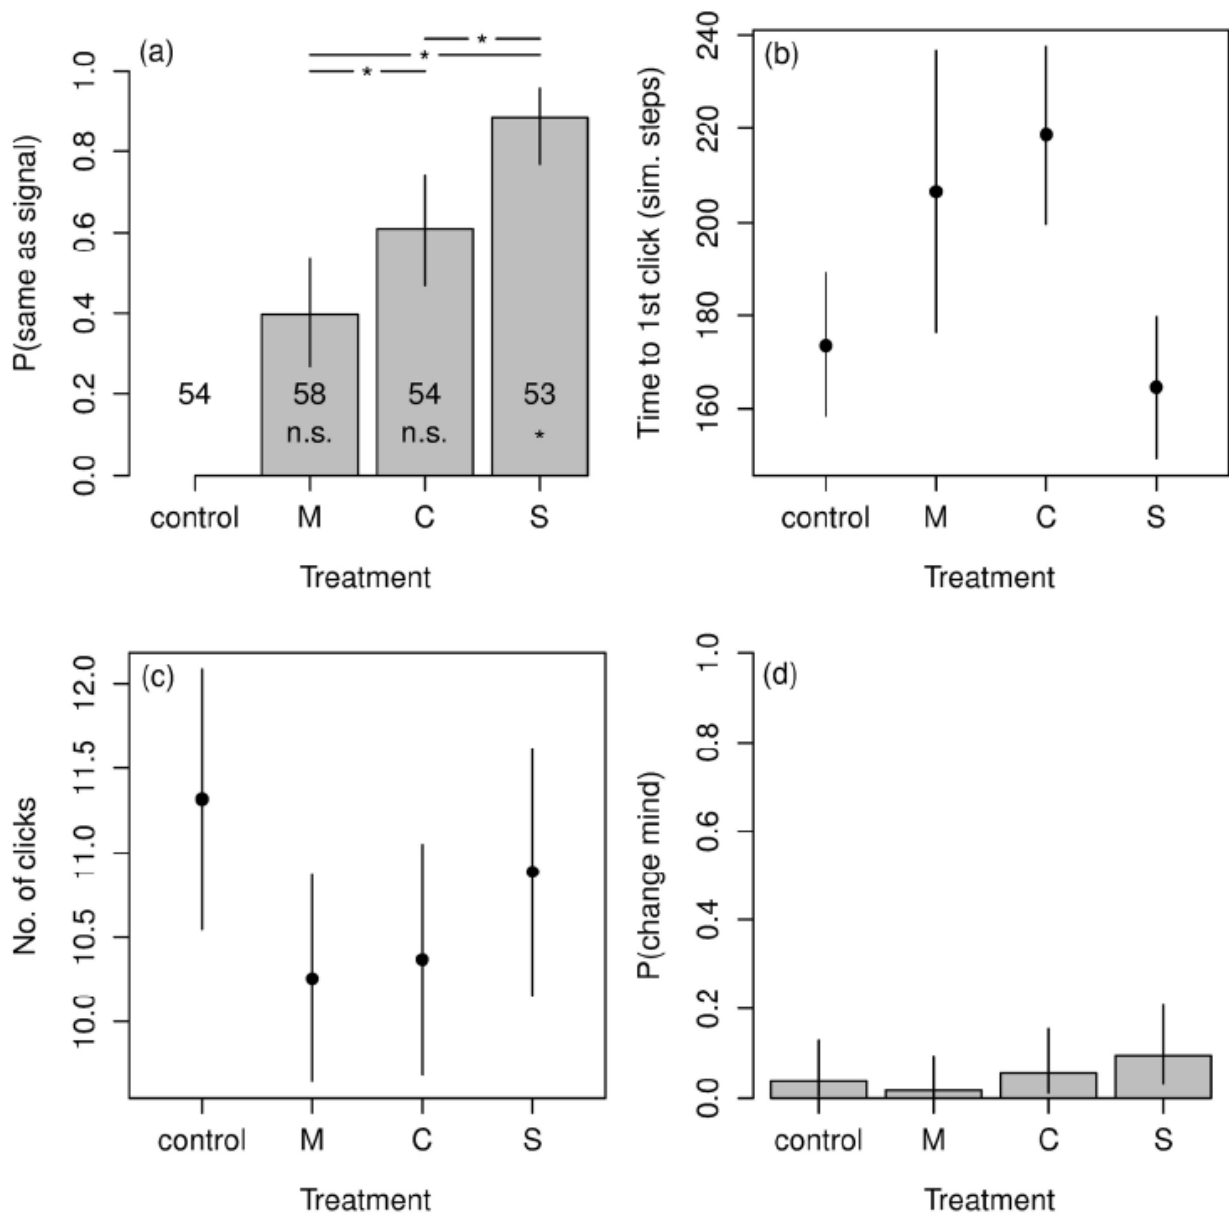 (a)
*
*
*
P(same as signal)
1.0
0.8
0.6
0.4
0.2
0.0
54
58
54
53
n.s.
n.s.
*
control
M
C
S
Treatment
(b)
Time to 1st click (sim. steps)
240
220
200
180
160
control
M
C
S
Treatment
(c)
No. of clicks
12.0
11.5
11.0
10.5
10.0
control
M
C
S
Treatment
(d)
P(change mind)
1.0
0.8
0.6
0.4
0.2
0.0
control
M
C
S
Treatment